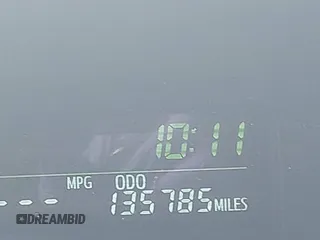 10:11
MPG ODO
--- 135785 MILES
DREAMBID